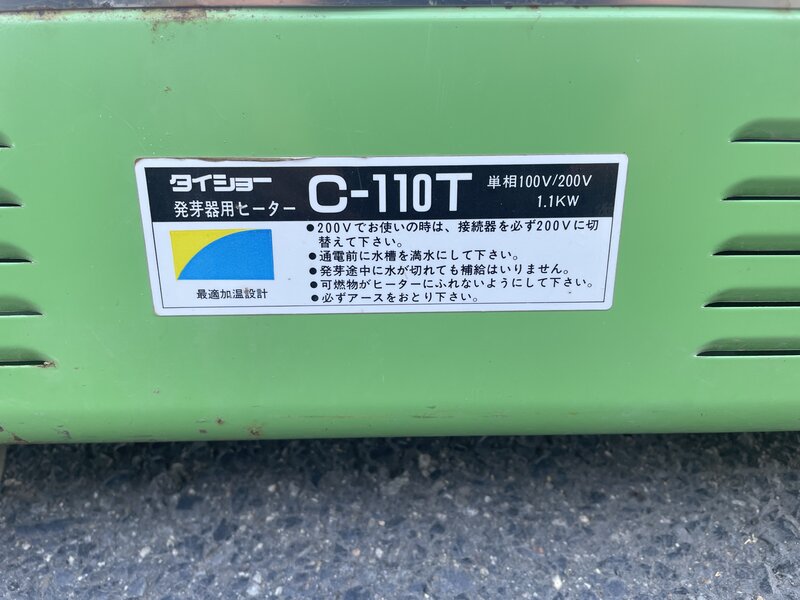 タイショー
発芽器用ヒーター
C-110T
単相100V/200V
1.1KW
最適加温設計
●200Vでお使いの時は、接続器を必ず200Vに切
替えて下さい。
●通電前に水槽を満水にして下さい。
●発芽途中に水が切れても補給はいりません。
●可燃物がヒーターにふれないようにして下さい。
●必ずアースをおとり下さい。